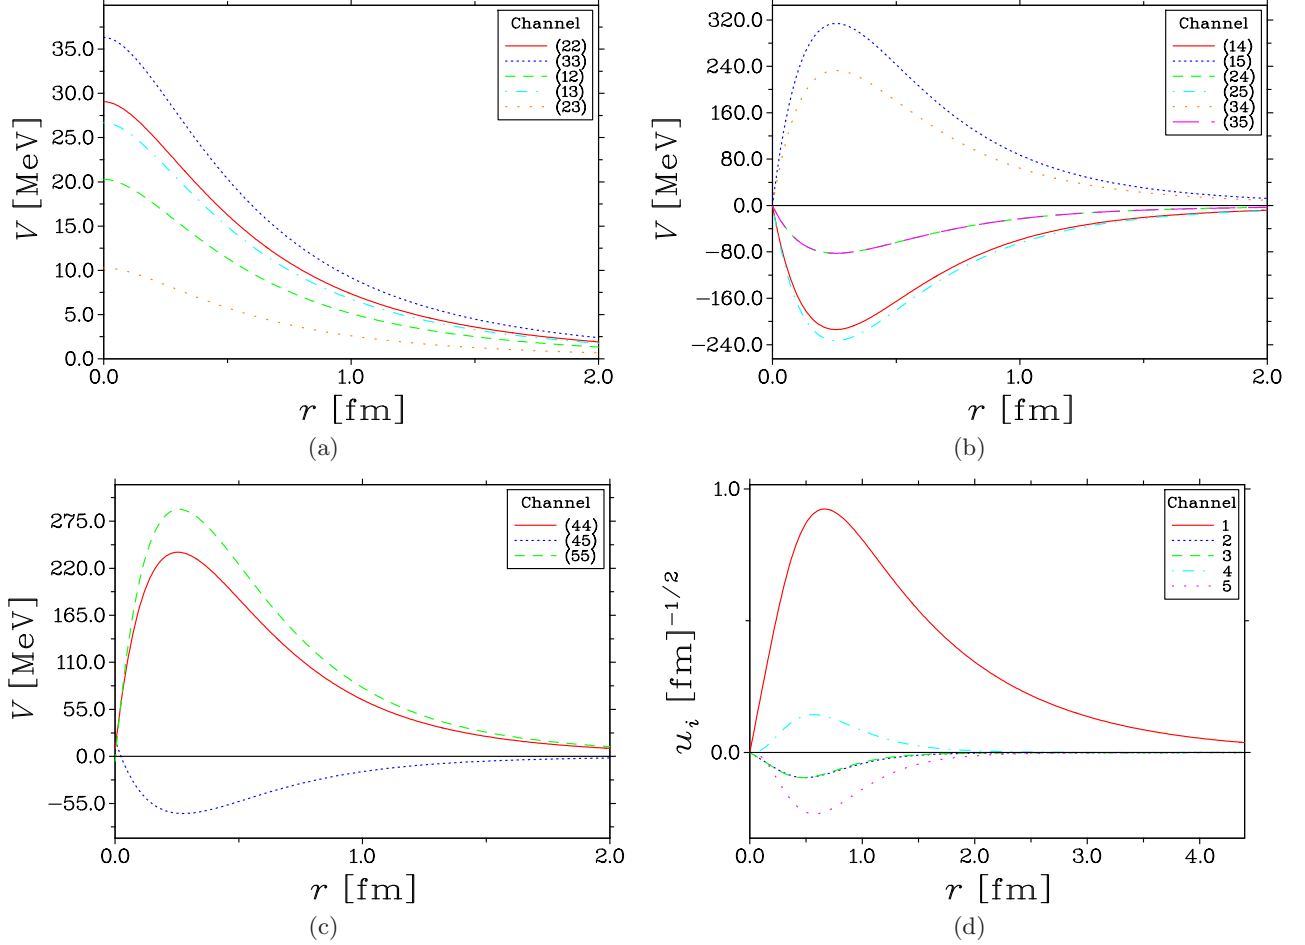 Channel
(22)
(33)
(12)
(13)
(23)
35.0
30.0
25.0
20.0
15.0
10.0
5.0
0.0
V [MeV]
0.0 1.0 2.0
r [fm]
(a)
Channel
(14)
(15)
(24)
(25)
(34)
(35)
320.0
240.0
160.0
80.0
0.0
−80.0
−160.0
−240.0
V [MeV]
0.0 1.0 2.0
r [fm]
(b)
Channel
(44)
(45)
(55)
275.0
220.0
165.0
110.0
55.0
0.0
−55.0
V [MeV]
0.0 1.0 2.0
r [fm]
(c)
Channel
1
2
3
4
5
1.0
0.0
u_i [fm]^{−1/2}
0.0 1.0 2.0 3.0 4.0
r [fm]
(d)